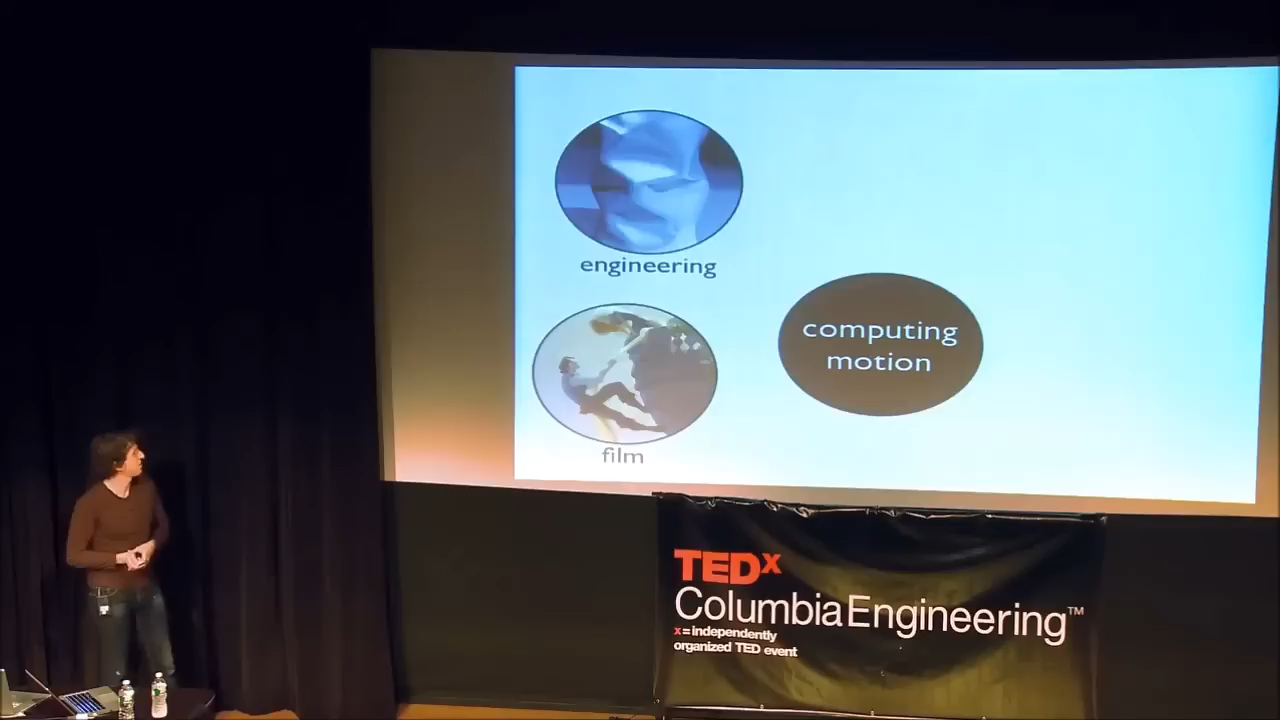 engineering
computing
motion
film
TEDx
ColumbiaEngineering™
x=independently
organized TED event